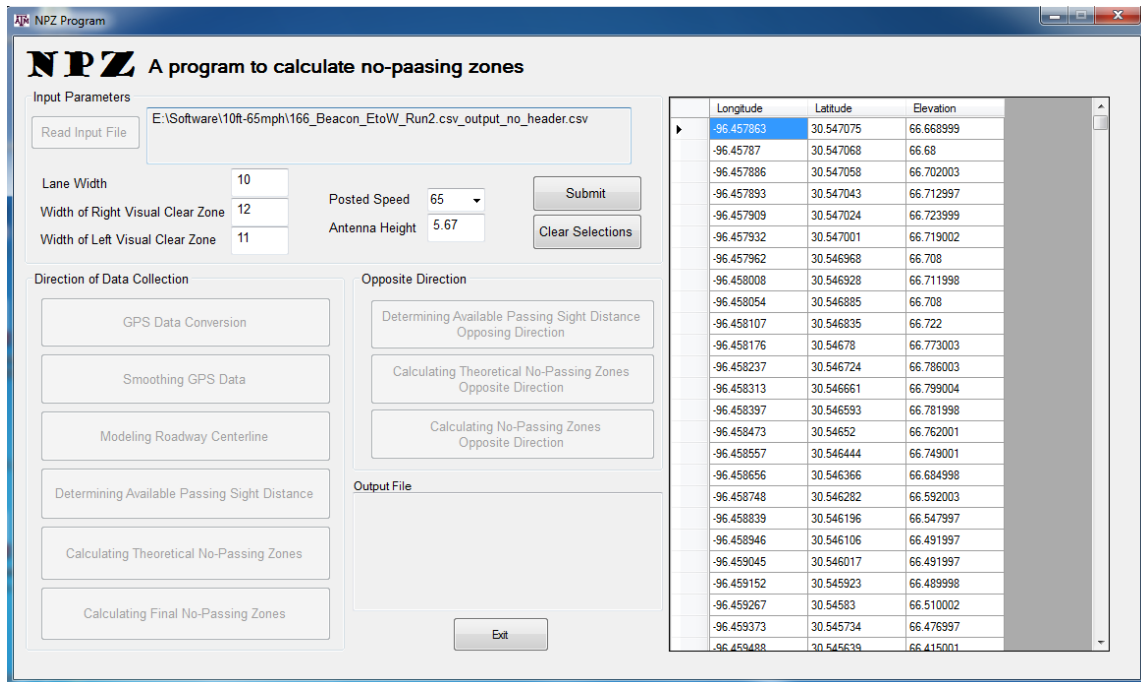 NPZ Program
NPZ A program to calculate no-paasing zones
Input Parameters
Read Input File
E:\Software\10ft-65mph\166_Beacon_EtoW_Run2.csv_output_no_header.csv
Lane Width 10
Width of Right Visual Clear Zone 12
Width of Left Visual Clear Zone 11
Posted Speed 65
Antenna Height 5.67
Submit
Clear Selections
Direction of Data Collection
GPS Data Conversion
Smoothing GPS Data
Modeling Roadway Centerline
Determining Available Passing Sight Distance
Calculating Theoretical No-Passing Zones
Calculating Final No-Passing Zones
Opposite Direction
Determining Available Passing Sight Distance
Opposing Direction
Calculating Theoretical No-Passing Zones
Opposite Direction
Calculating No-Passing Zones
Opposite Direction
Output File
Exit
Longitude Latitude Elevation
-96.457863 30.547075 66.668999
-96.45787 30.547068 66.68
-96.457886 30.547058 66.702003
-96.457893 30.547043 66.712997
-96.457909 30.547024 66.723999
-96.457932 30.547001 66.719002
-96.457962 30.546968 66.708
-96.458008 30.546928 66.711998
-96.458054 30.546885 66.708
-96.458107 30.546835 66.722
-96.458176 30.54678 66.773003
-96.458237 30.546724 66.786003
-96.458313 30.546661 66.799004
-96.458397 30.546593 66.781998
-96.458473 30.54652 66.762001
-96.458557 30.546444 66.749001
-96.458656 30.546366 66.684998
-96.458748 30.546282 66.592003
-96.458839 30.546196 66.547997
-96.458946 30.546106 66.491997
-96.459045 30.546017 66.491997
-96.459152 30.545923 66.489998
-96.459267 30.54583 66.510002
-96.459373 30.545734 66.476997
-96.459488 30.545639 66.415001